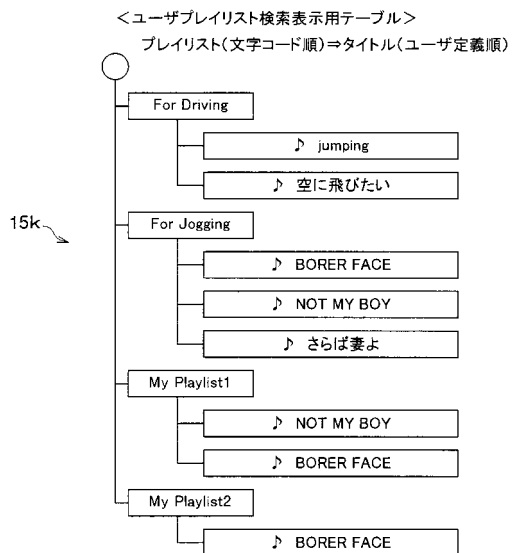 ＜ユーザプレイリスト検索表示用テーブル＞
プレイリスト(文字コード順)⇒タイトル(ユーザ定義順)
For Driving
♪ jumping
♪ 空に飛びたい
15k
For Jogging
♪ BORER FACE
♪ NOT MY BOY
♪ さらば妻よ
My Playlist1
♪ NOT MY BOY
♪ BORER FACE
My Playlist2
♪ BORER FACE